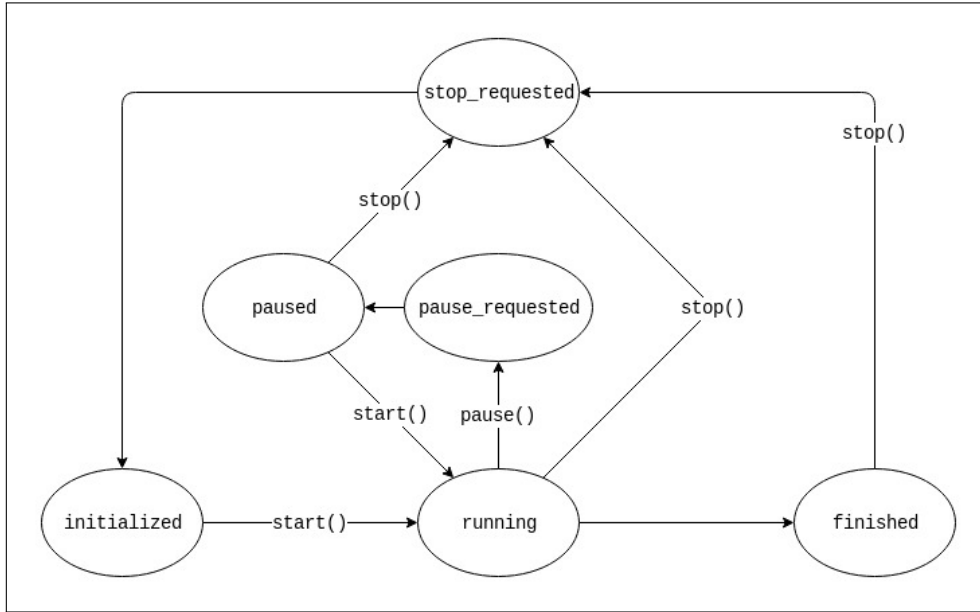 stop_requested
stop()
stop()
paused
pause_requested
stop()
start()
pause()
initialized
start()
running
finished